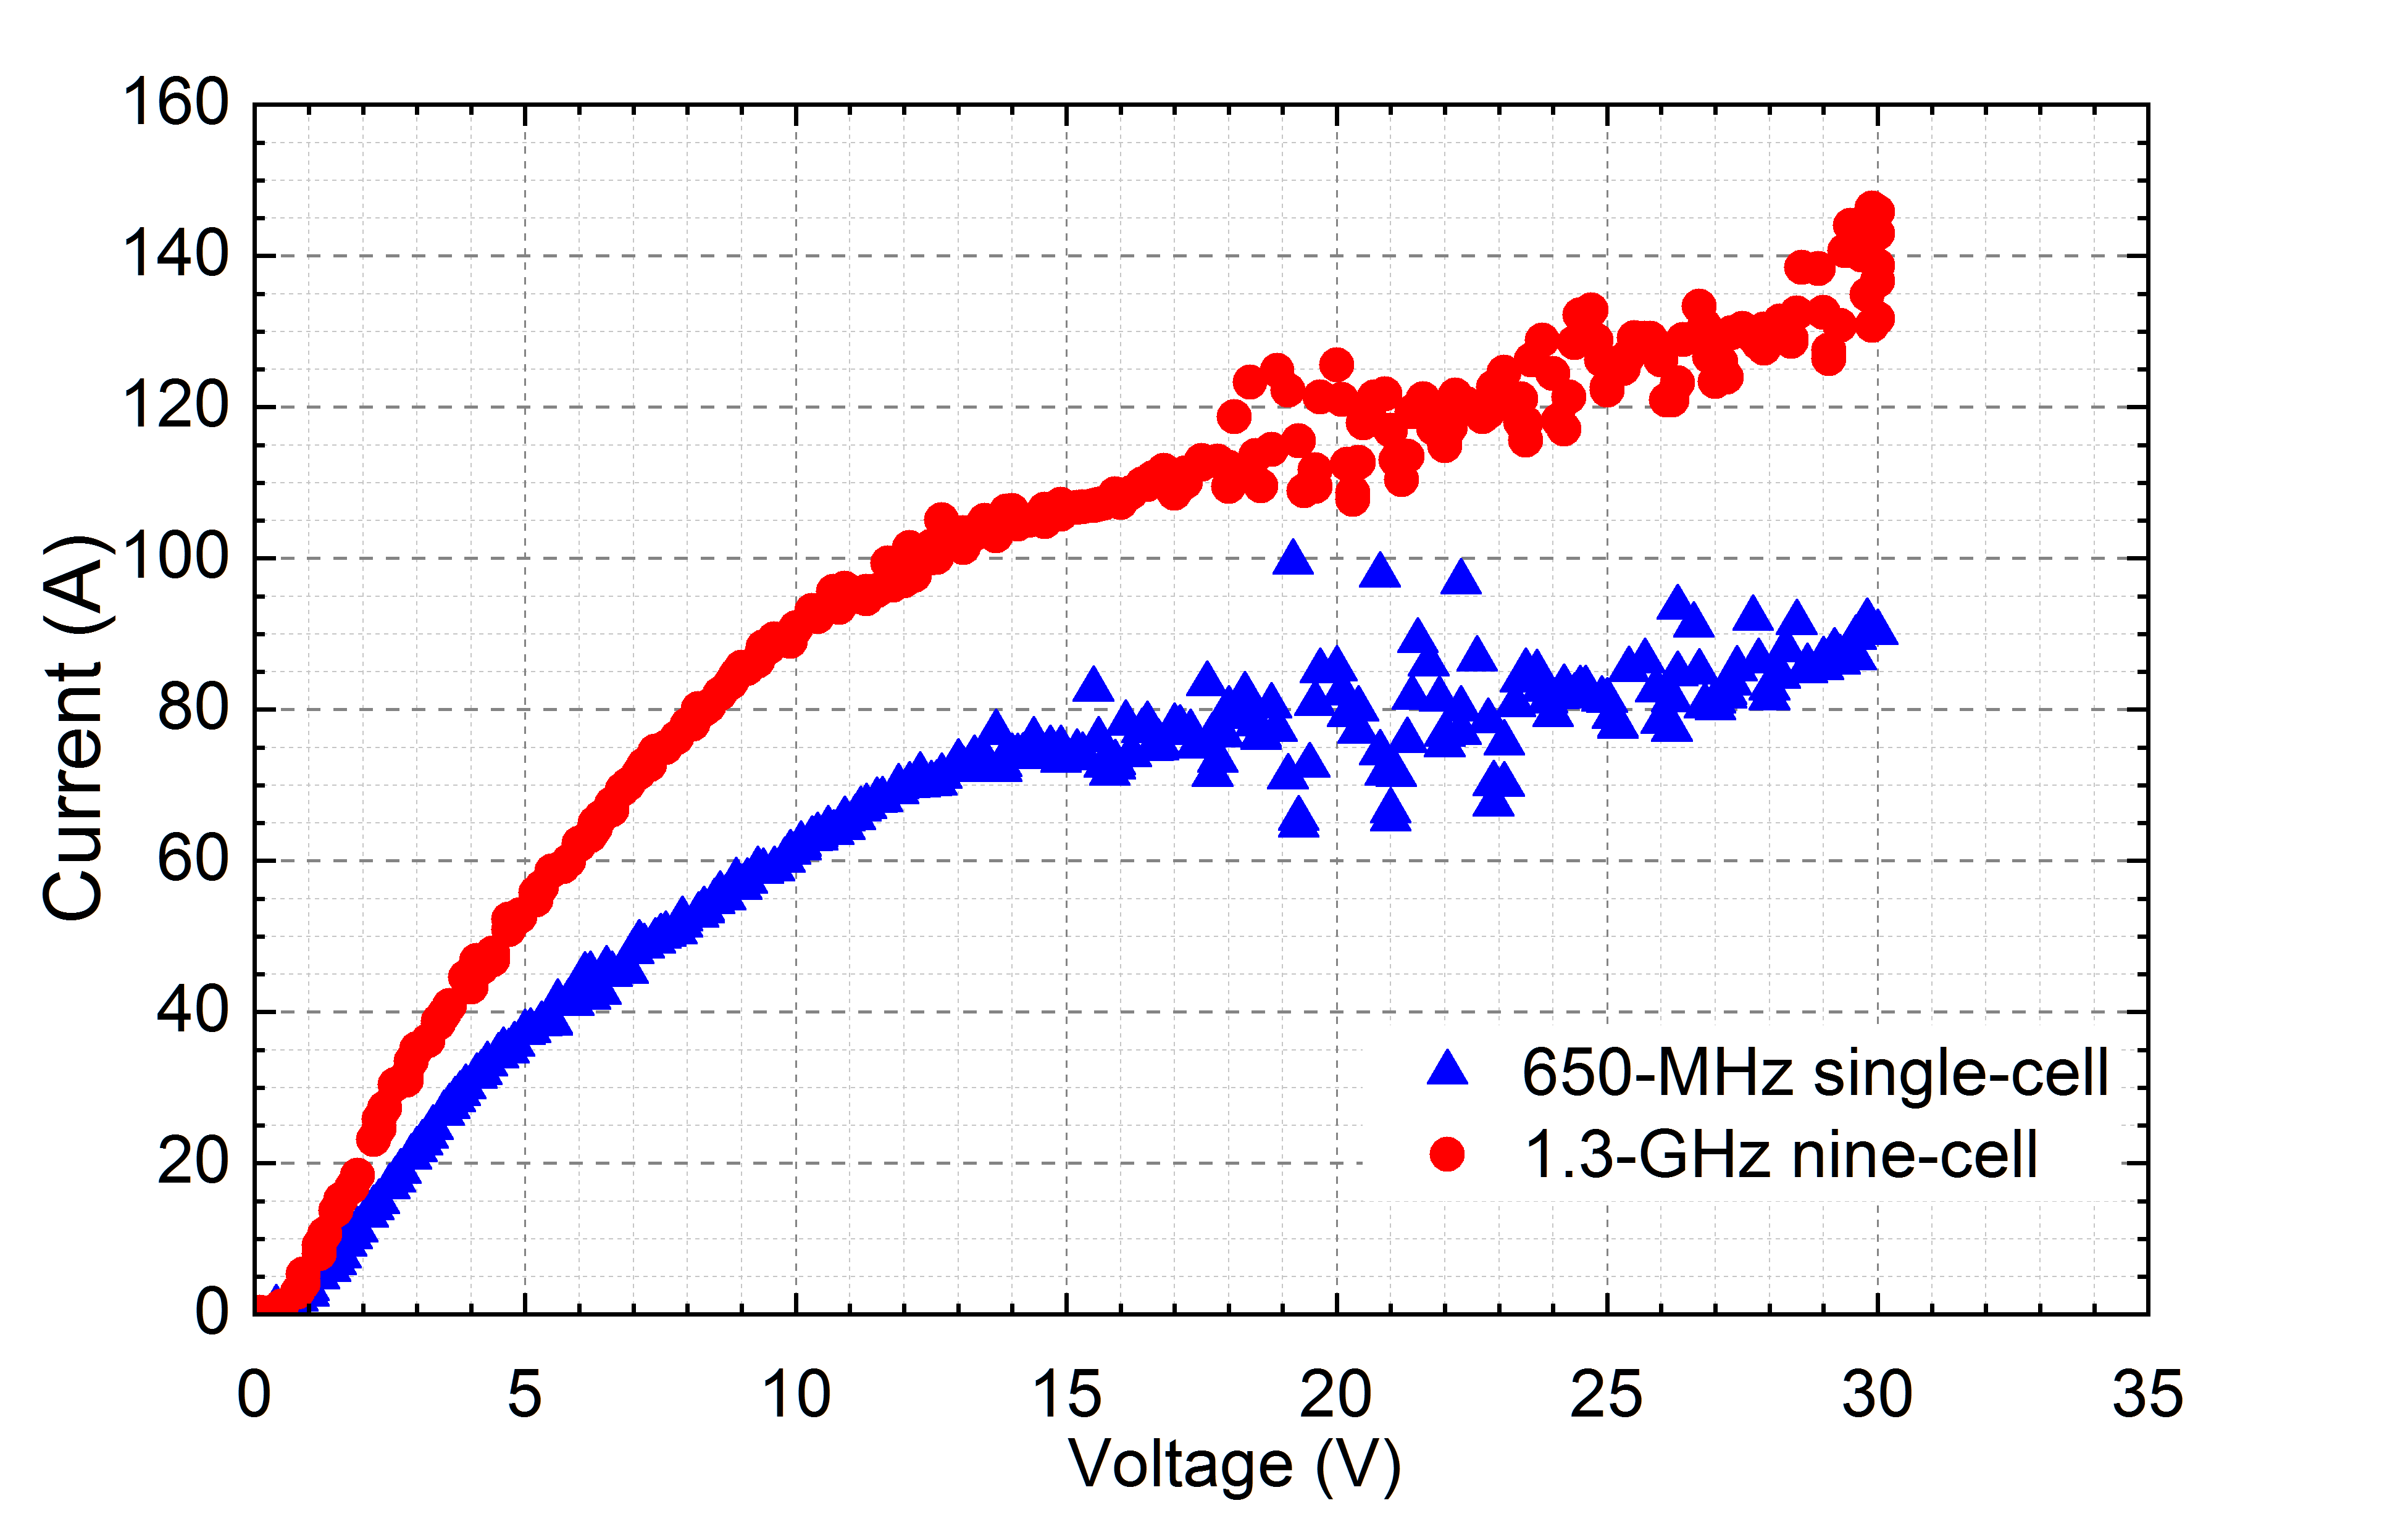 160
140
120
100
80
60
40
20
0
Current (A)
650-MHz single-cell
1.3-GHz nine-cell
0 5 10 15 20 25 30 35
Voltage (V)